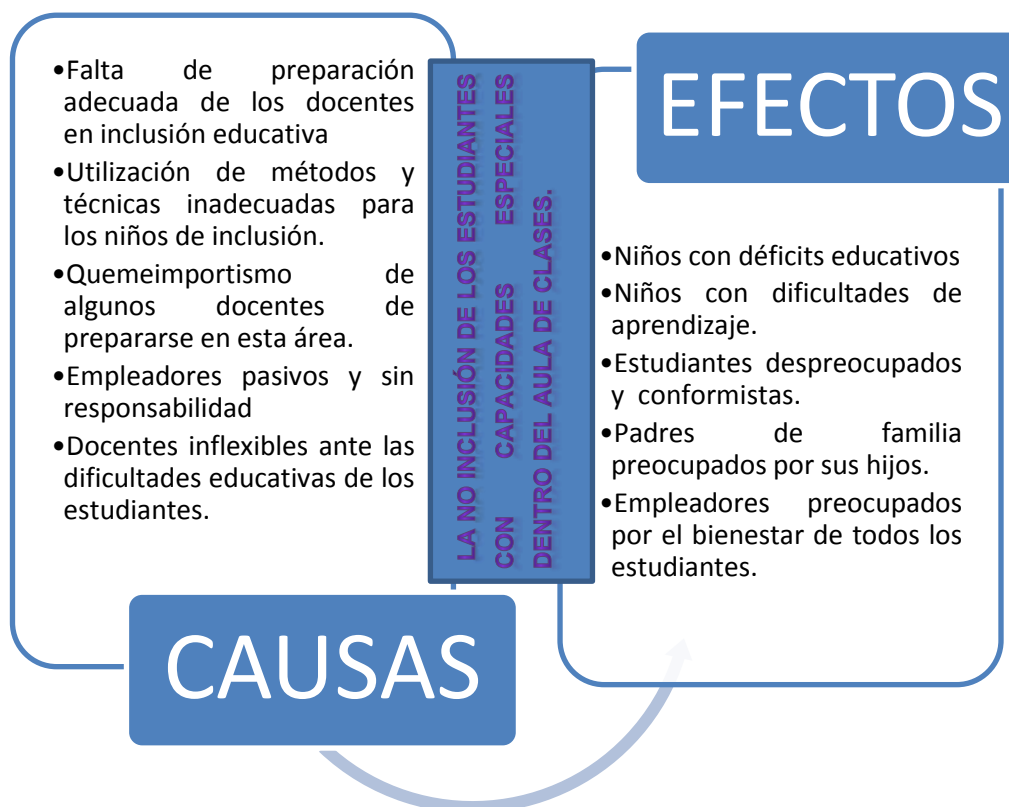 •Falta de preparación
adecuada de los docentes
en inclusión educativa
•Utilización de métodos y
técnicas inadecuadas para
los niños de inclusión.
•Quemeimportismo de
algunos docentes de
prepararse en esta área.
•Empleadores pasivos y sin
responsabilidad
•Docentes inflexibles ante las
dificultades educativas de los
estudiantes.
CAUSAS
LA NO INCLUSIÓN DE LOS ESTUDIANTES
CON CAPACIDADES ESPECIALES
DENTRO DEL AULA DE CLASES.
EFECTOS
•Niños con déficits educativos
•Niños con dificultades de
aprendizaje.
•Estudiantes despreocupados
y conformistas.
•Padres de familia
preocupados por sus hijos.
•Empleadores preocupados
por el bienestar de todos los
estudiantes.